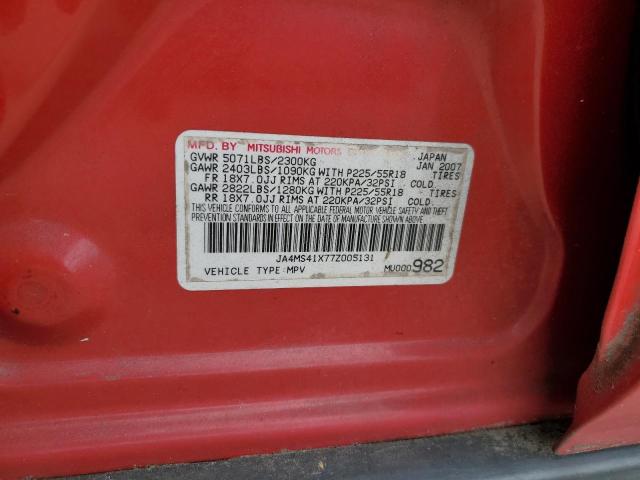 MFD. BY MITSUBISHI MOTORS JAPAN
GVWR 5071LBS/2300KG JAN 2007
GAWR 2403LBS/1090KG WITH P225/55R18 TIRES
FR 18X7.0JJ RIMS AT 220KPA/32PSI COLD
GAWR 2822LBS/1280KG WITH P225/55R18 TIRES
RR 18X7.0JJ RIMS AT 220KPA/32PSI COLD
THIS VEHICLE CONFORMS TO ALL APPLICABLE FEDERAL MOTOR VEHICLE SAFETY AND THEFT
PREVENTION STANDARDS IN EFFECT ON THE DATE OF MANUFACTURE SHOWN ABOVE.
JA4MS41X77Z005131
VEHICLE TYPE:MPV MU000982